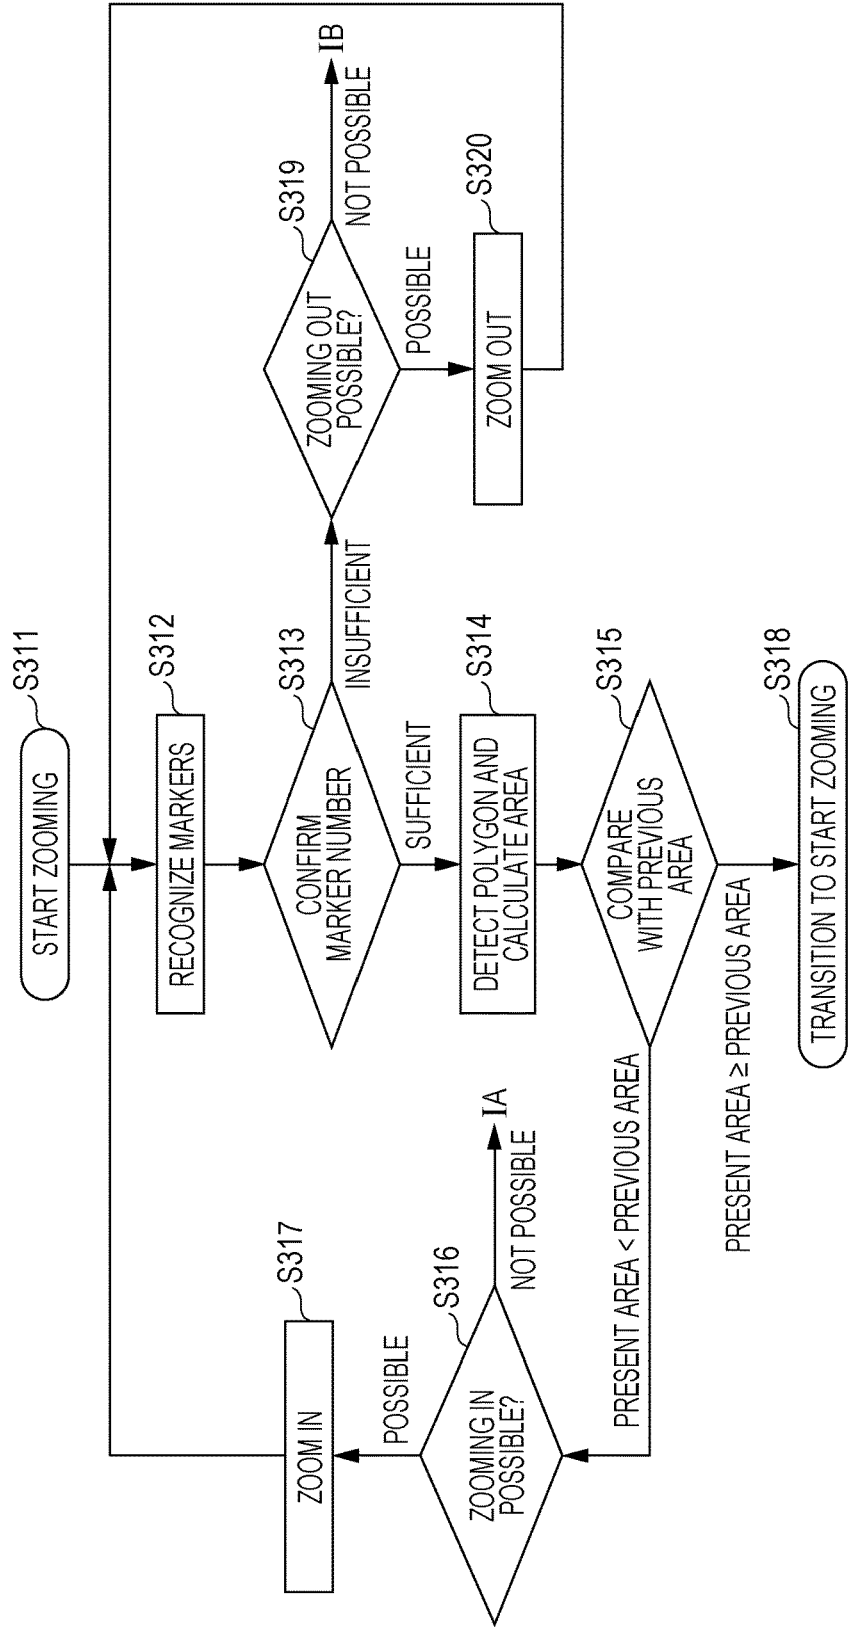 START ZOOMING
S311
RECOGNIZE MARKERS
S312
CONFIRM
MARKER NUMBER
S313
INSUFFICIENT
SUFFICIENT
ZOOMING OUT
POSSIBLE?
S319
NOT POSSIBLE
IB
POSSIBLE
ZOOM OUT
S320
DETECT POLYGON AND
CALCULATE AREA
S314
COMPARE
WITH PREVIOUS
AREA
S315
PRESENT AREA < PREVIOUS AREA
PRESENT AREA ≥ PREVIOUS AREA
ZOOMING IN
POSSIBLE?
S316
NOT POSSIBLE
IA
POSSIBLE
ZOOM IN
S317
TRANSITION TO START ZOOMING
S318